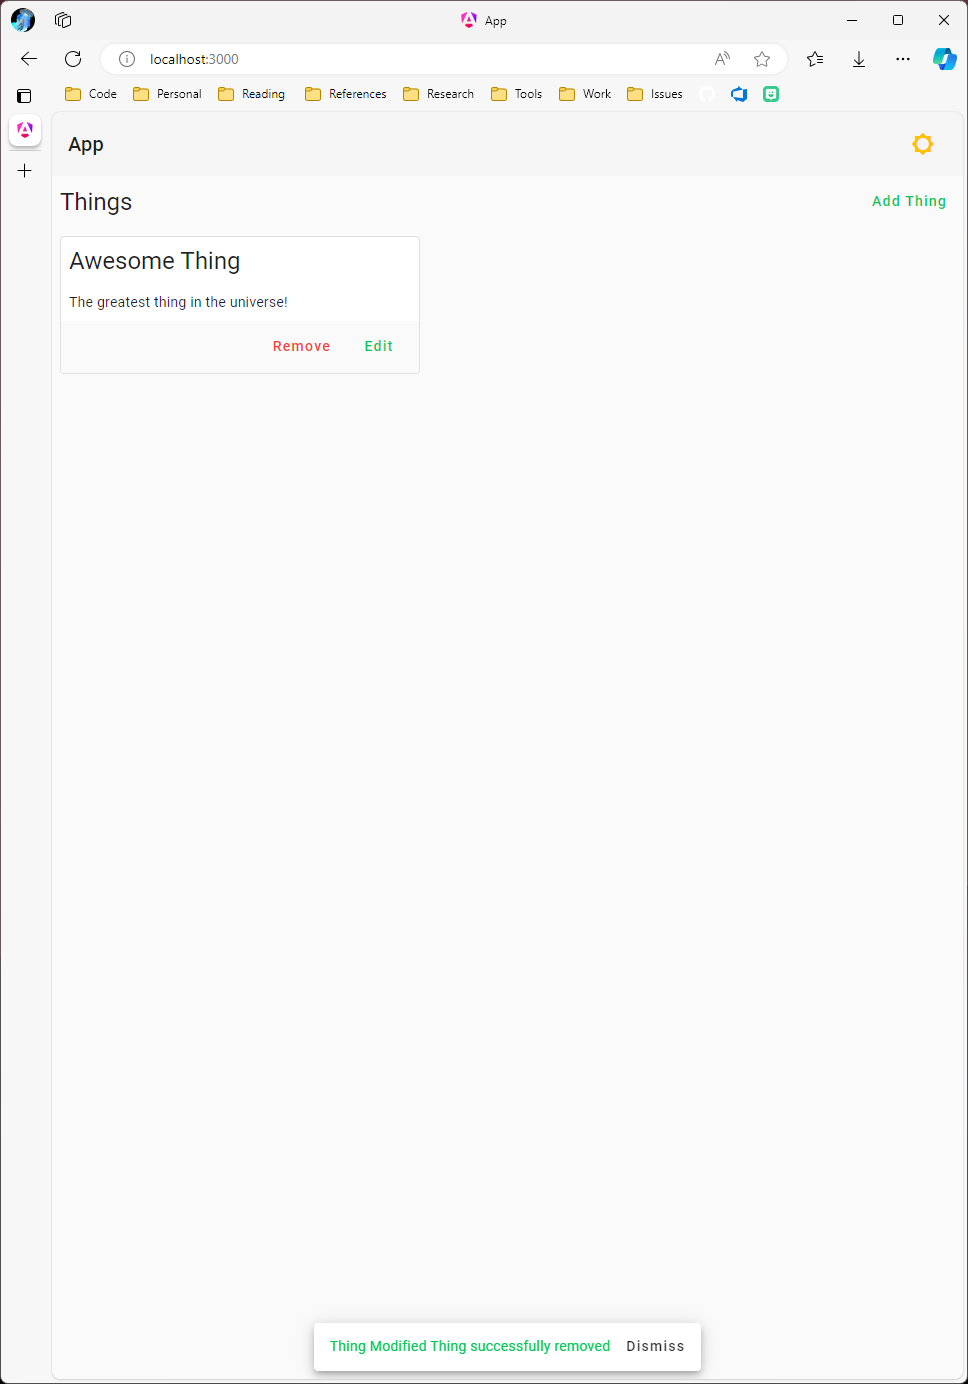 App
localhost:3000
Code Personal Reading References Research Tools Work Issues
App
Things Add Thing
Awesome Thing
The greatest thing in the universe!
Remove Edit
Thing Modified Thing successfully removed Dismiss